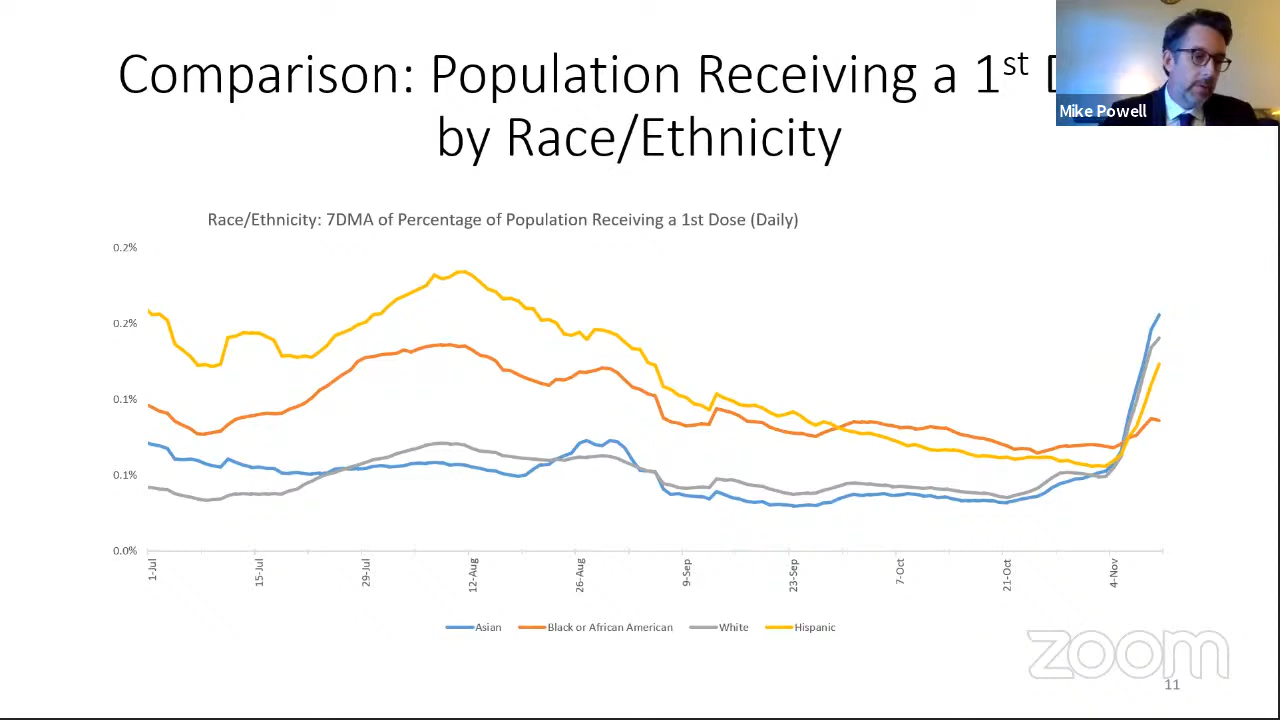 Comparison: Population Receiving a 1st
by Race/Ethnicity
Mike Powell
Race/Ethnicity: 7DMA of Percentage of Population Receiving a 1st Dose (Daily)
0.2%
0.2%
0.1%
0.1%
0.0%
1-Jul
15-Jul
29-Jul
12-Aug
26-Aug
9-Sep
23-Sep
7-Oct
21-Oct
4-Nov
Asian
Black or African American
White
Hispanic
zoom
11